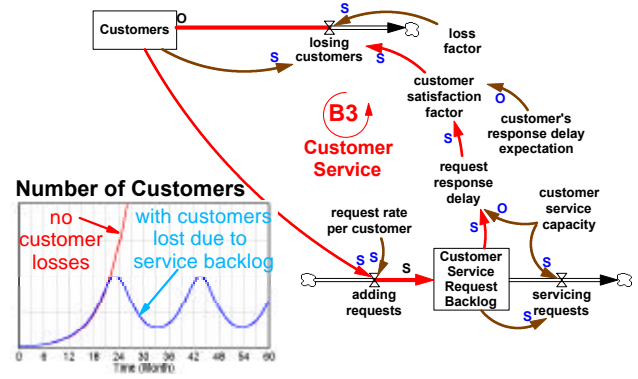 Customers
O
S
losing
customers
loss
factor
S
S
customer
satisfaction
factor
O
customer's
response delay
expectation
B3
Customer
Service
S
request
response
delay
O
customer
service
capacity
S
S
request rate
per customer
S
S
adding
requests
S
Customer
Service
Request
Backlog
servicing
requests
S
Number of Customers
no
customer
losses
with customers
lost due to
service backlog
0 6 12 18 24 30 36 42 48 54 60
Time (Month)